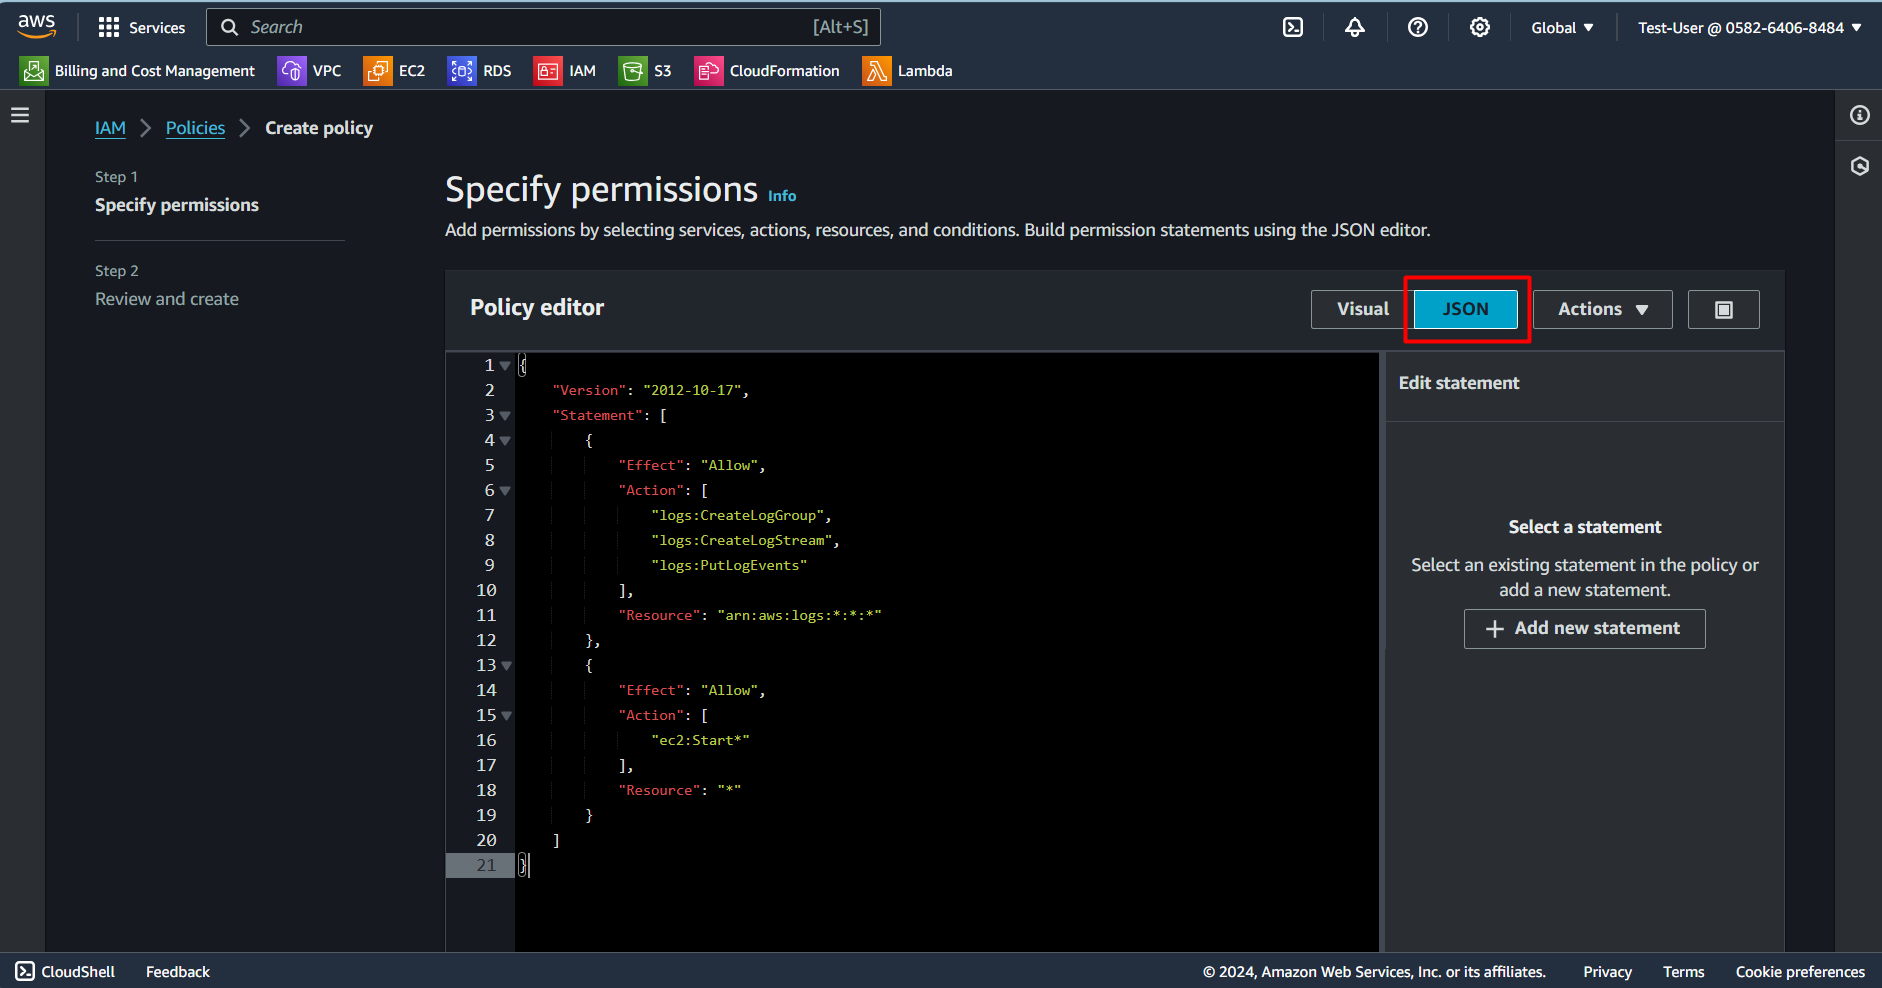 aws
Services
Search
[Alt+S]
Global
Test-User @ 0582-6406-8484
Billing and Cost Management
VPC
EC2
RDS
IAM
S3
CloudFormation
Lambda
IAM
Policies
Create policy
Step 1
Specify permissions
Step 2
Review and create
Specify permissions Info
Add permissions by selecting services, actions, resources, and conditions. Build permission statements using the JSON editor.
Policy editor
Visual
JSON
Actions
1 {
2 "Version": "2012-10-17",
3 "Statement": [
4 {
5 "Effect": "Allow",
6 "Action": [
7 "logs:CreateLogGroup",
8 "logs:CreateLogStream",
9 "logs:PutLogEvents"
10 ],
11 "Resource": "arn:aws:logs:*:*:*"
12 },
13 {
14 "Effect": "Allow",
15 "Action": [
16 "ec2:Start*"
17 ],
18 "Resource": "*"
19 }
20 ]
21 }
Edit statement
Select a statement
Select an existing statement in the policy or
add a new statement.
Add new statement
CloudShell
Feedback
© 2024, Amazon Web Services, Inc. or its affiliates.
Privacy
Terms
Cookie preferences